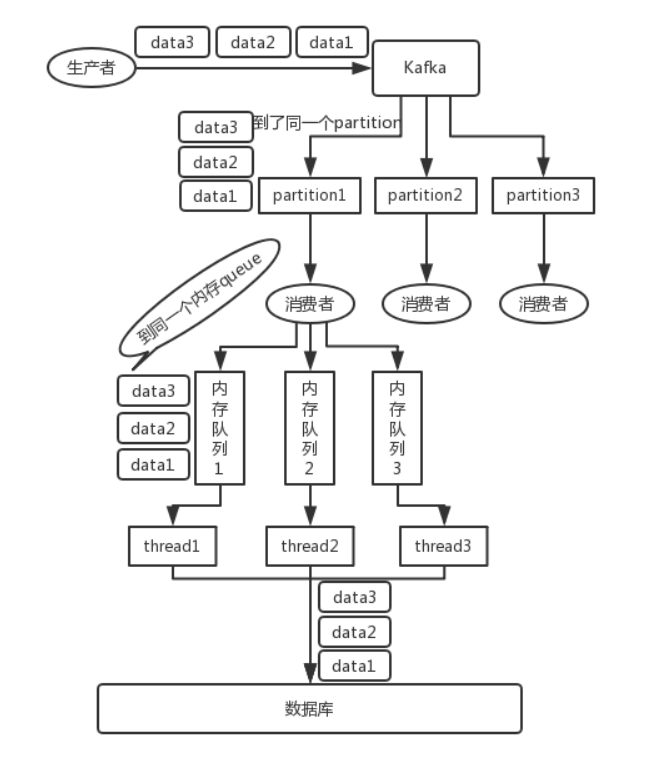 data3 data2 data1
生产者
Kafka
到了同一个partition
data3
data2
data1
partition1 partition2 partition3
到同一个内存queue
消费者 消费者 消费者
data3
data2
data1
内存队列1
内存队列2
内存队列3
thread1 thread2 thread3
data3
data2
data1
数据库